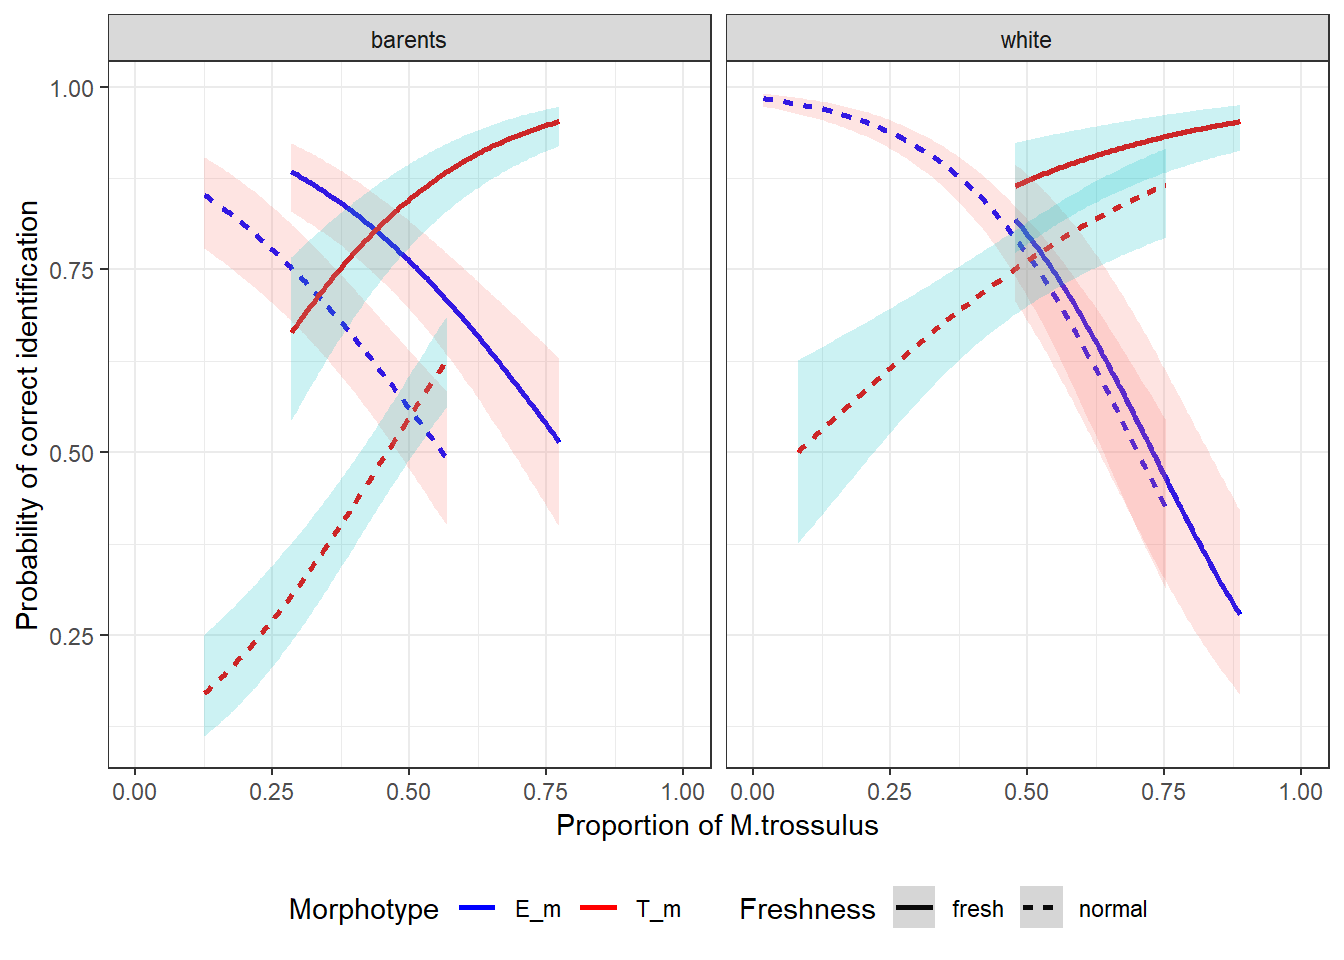 barents white
1.00
0.75
0.50
0.25
Probability of correct identification
0.00 0.25 0.50 0.75 1.00 0.00 0.25 0.50 0.75 1.00
Proportion of M.trossulus
Morphotype E_m T_m Freshness fresh normal